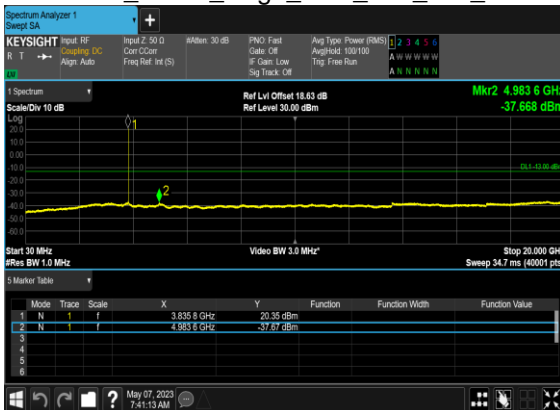 Spectrum Analyzer 1
Swept SA
KEYSIGHT Input: RF Input Z: 50 Ω #Atten: 30 dB PNO: Fast Avg Type: Power (RMS) 1 2 3 4 5 6
R T Coupling: DC Corr CCorr Gate: Off Avg|Hold: 100/100 A W W W W W
Align: Auto Freq Ref: Int (S) IF Gain: Low Trig: Free Run
Sig Track: Off A N N N N N
1 Spectrum Ref Lvl Offset 18.63 dB Mkr2 4.983 6 GHz
Scale/Div 10 dB Ref Level 30.00 dBm -37.668 dBm
Log
20.0
10.0
0.00
-10.0
DL1 -13.00 dBm
-20.0
-30.0
-40.0
-50.0
-60.0
1
2
Start 30 MHz Video BW 3.0 MHz* Stop 20.000 GH
#Res BW 1.0 MHz Sweep 34.7 ms (40001 pts
5 Marker Table
Mode Trace Scale X Y Function Function Width Function Value
1 N 1 f 3.835 8 GHz 20.35 dBm
2 N 1 f 4.983 6 GHz -37.67 dBm
3
4
5
6
? May 07, 2023
7:41:13 AM